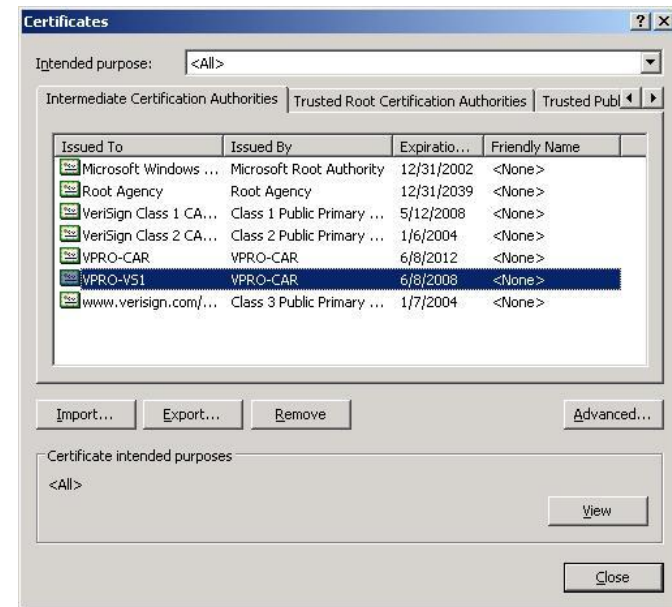 Certificates
Intended purpose: <All>
Intermediate Certification Authorities Trusted Root Certification Authorities Trusted Publ
Issued To Issued By Expiratio... Friendly Name
Microsoft Windows ... Microsoft Root Authority 12/31/2002 <None>
Root Agency Root Agency 12/31/2039 <None>
VeriSign Class 1 CA... Class 1 Public Primary ... 5/12/2008 <None>
VeriSign Class 2 CA... Class 2 Public Primary ... 1/6/2004 <None>
VPRO-CAR VPRO-CAR 6/8/2012 <None>
VPRO-VS1 VPRO-CAR 6/8/2008 <None>
www.verisign.com/... Class 3 Public Primary ... 1/7/2004 <None>
Import... Export... Remove Advanced...
Certificate intended purposes
<All>
View
Close